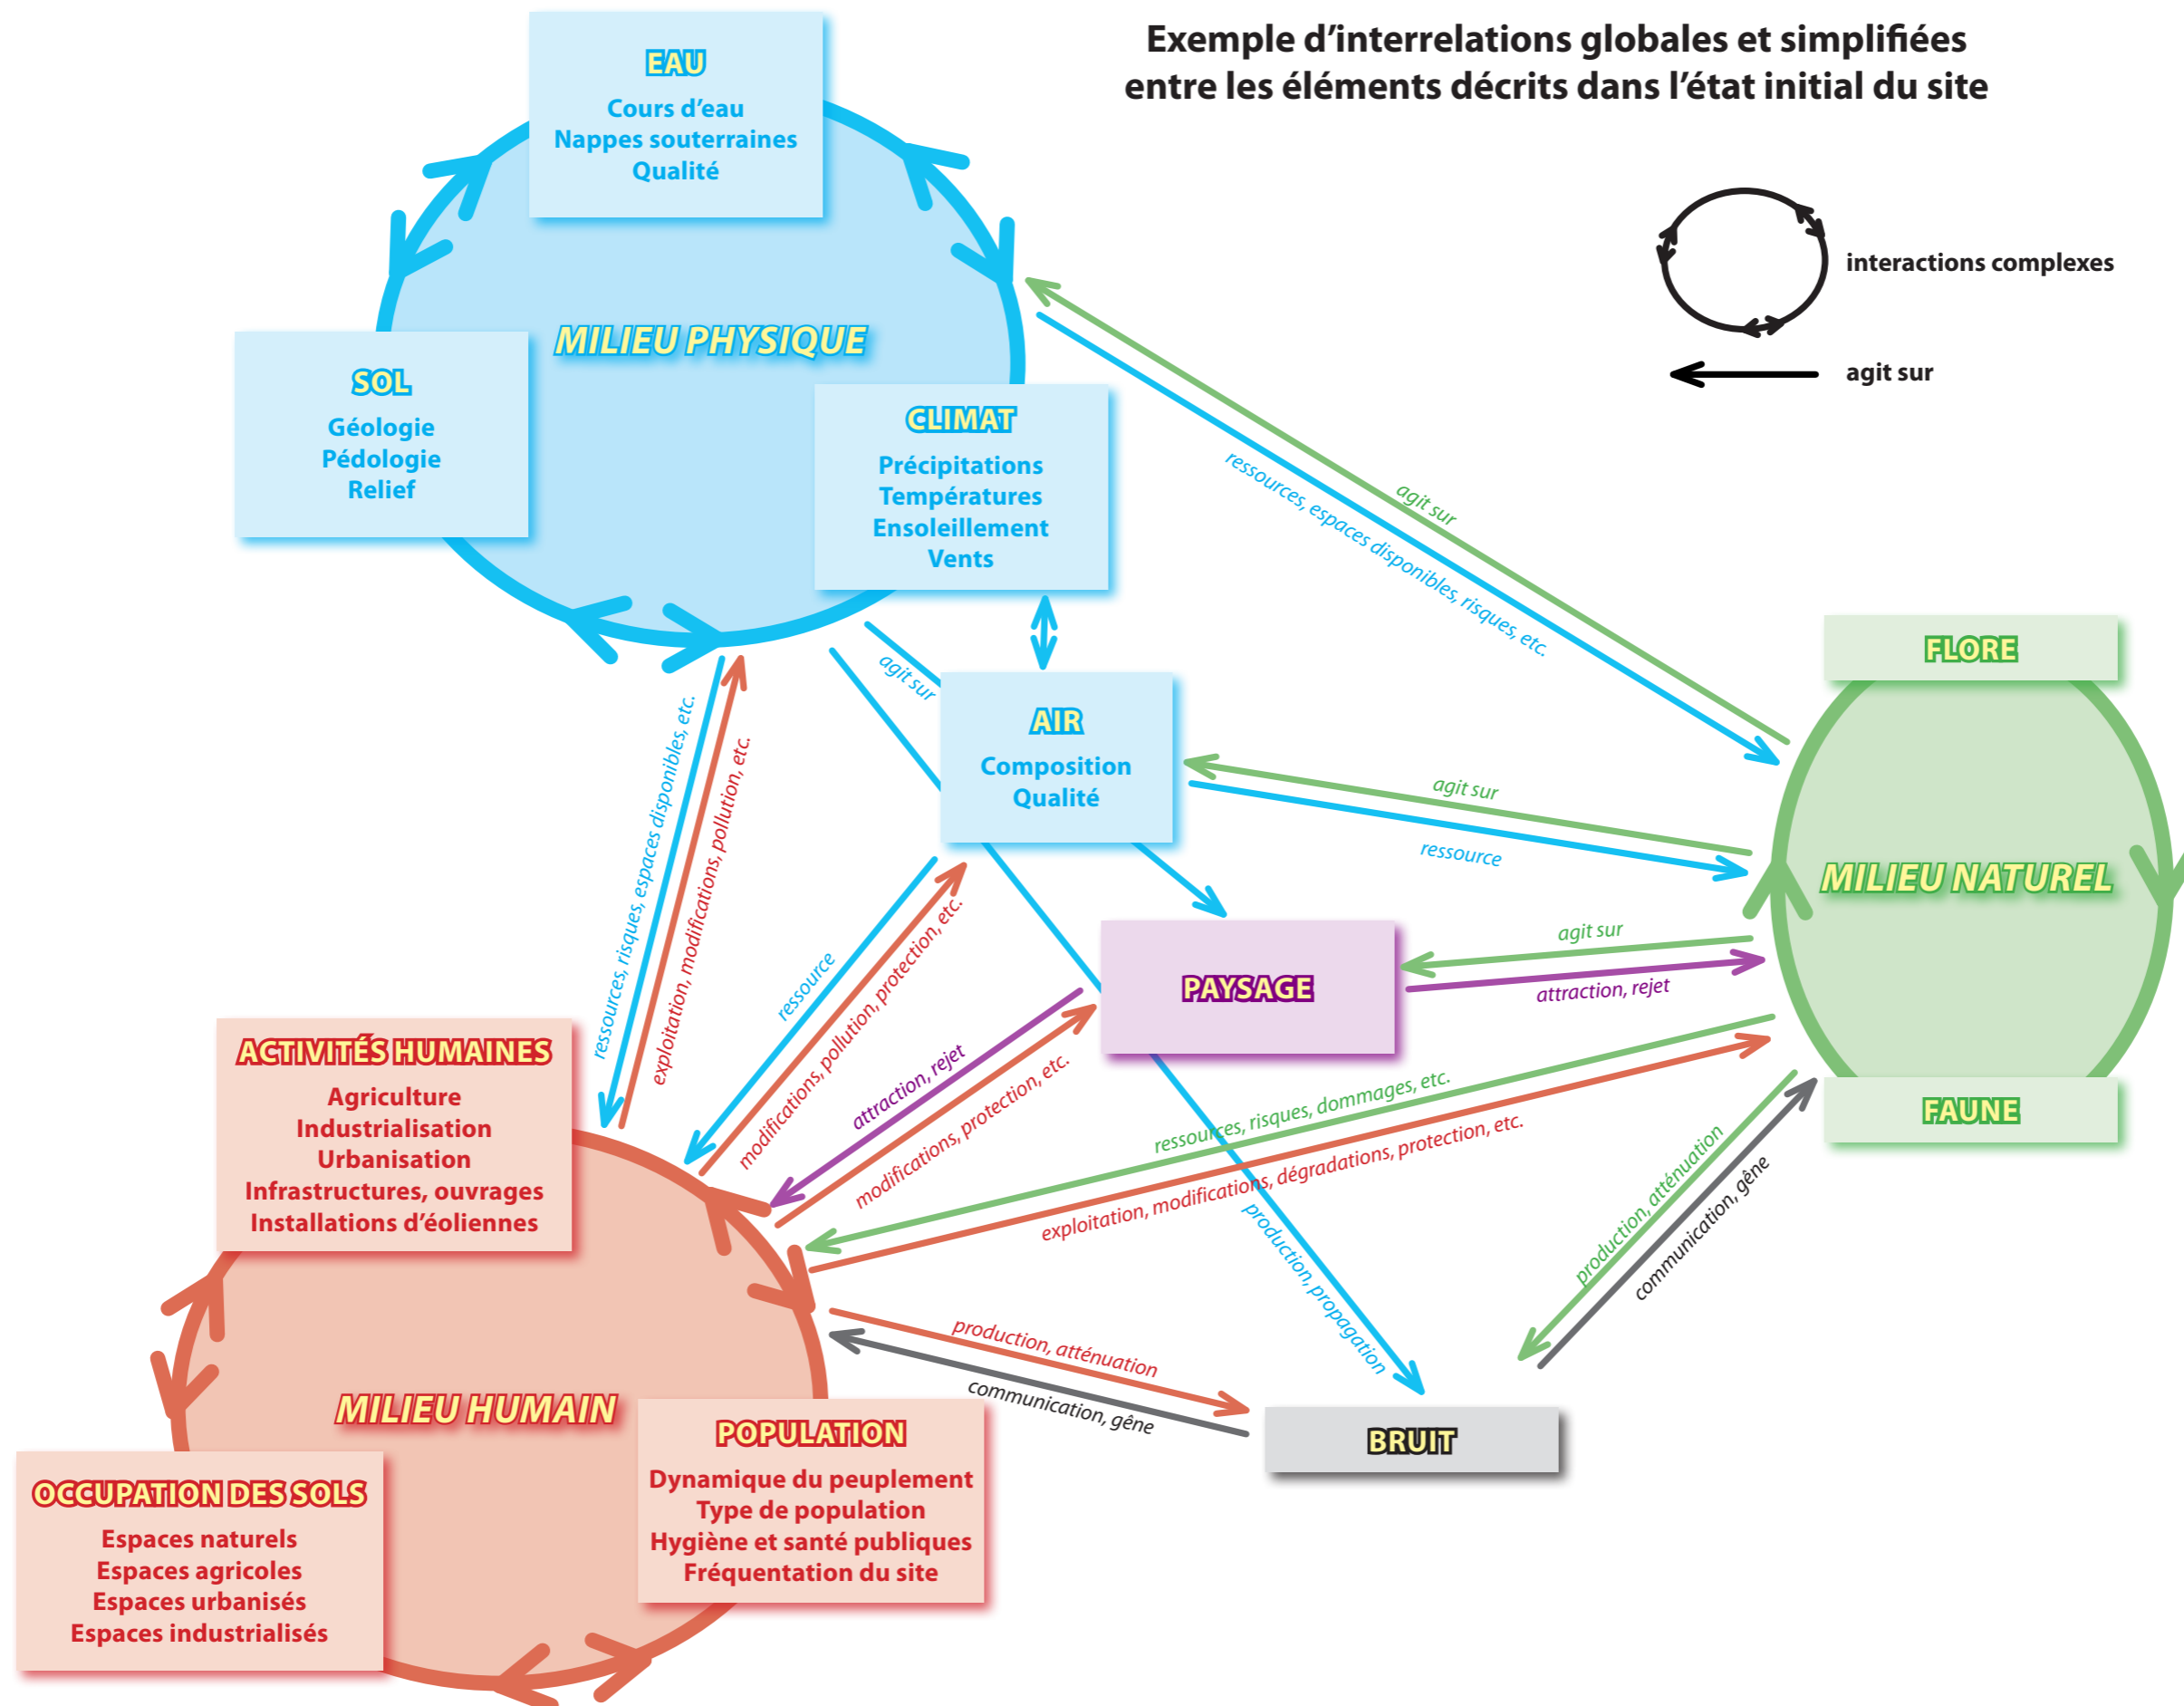 Exemple d’interrelations globales et simplifiées
entre les éléments décrits dans l’état initial du site
EAU
Cours d’eau
Nappes souterraines
Qualité
interactions complexes
agit sur
MILIEU PHYSIQUE
SOL
Géologie
Pédologie
Relief
CLIMAT
Précipitations
Températures
Ensoleillement
Vents
agit sur
ressources, espaces disponibles, risques, etc.
agit sur
AIR
Composition
Qualité
agit sur
ressource
FLORE
MILIEU NATUREL
FAUNE
ressources, risques, espaces disponibles, etc.
exploitation, modifications, pollution, etc.
ressource
modifications, pollution, protection, etc.
PAYSAGE
agit sur
attraction, rejet
attraction, rejet
modifications, protection, etc.
ressources, risques, dommages, etc.
exploitation, modifications, dégradations, protection, etc.
production, propagation
production, atténuation
communication, gêne
ACTIVITÉS HUMAINES
Agriculture
Industrialisation
Urbanisation
Infrastructures, ouvrages
Installations d’éoliennes
production, atténuation
communication, gêne
BRUIT
MILIEU HUMAIN
POPULATION
Dynamique du peuplement
Type de population
Hygiène et santé publiques
Fréquentation du site
OCCUPATION DES SOLS
Espaces naturels
Espaces agricoles
Espaces urbanisés
Espaces industrialisés